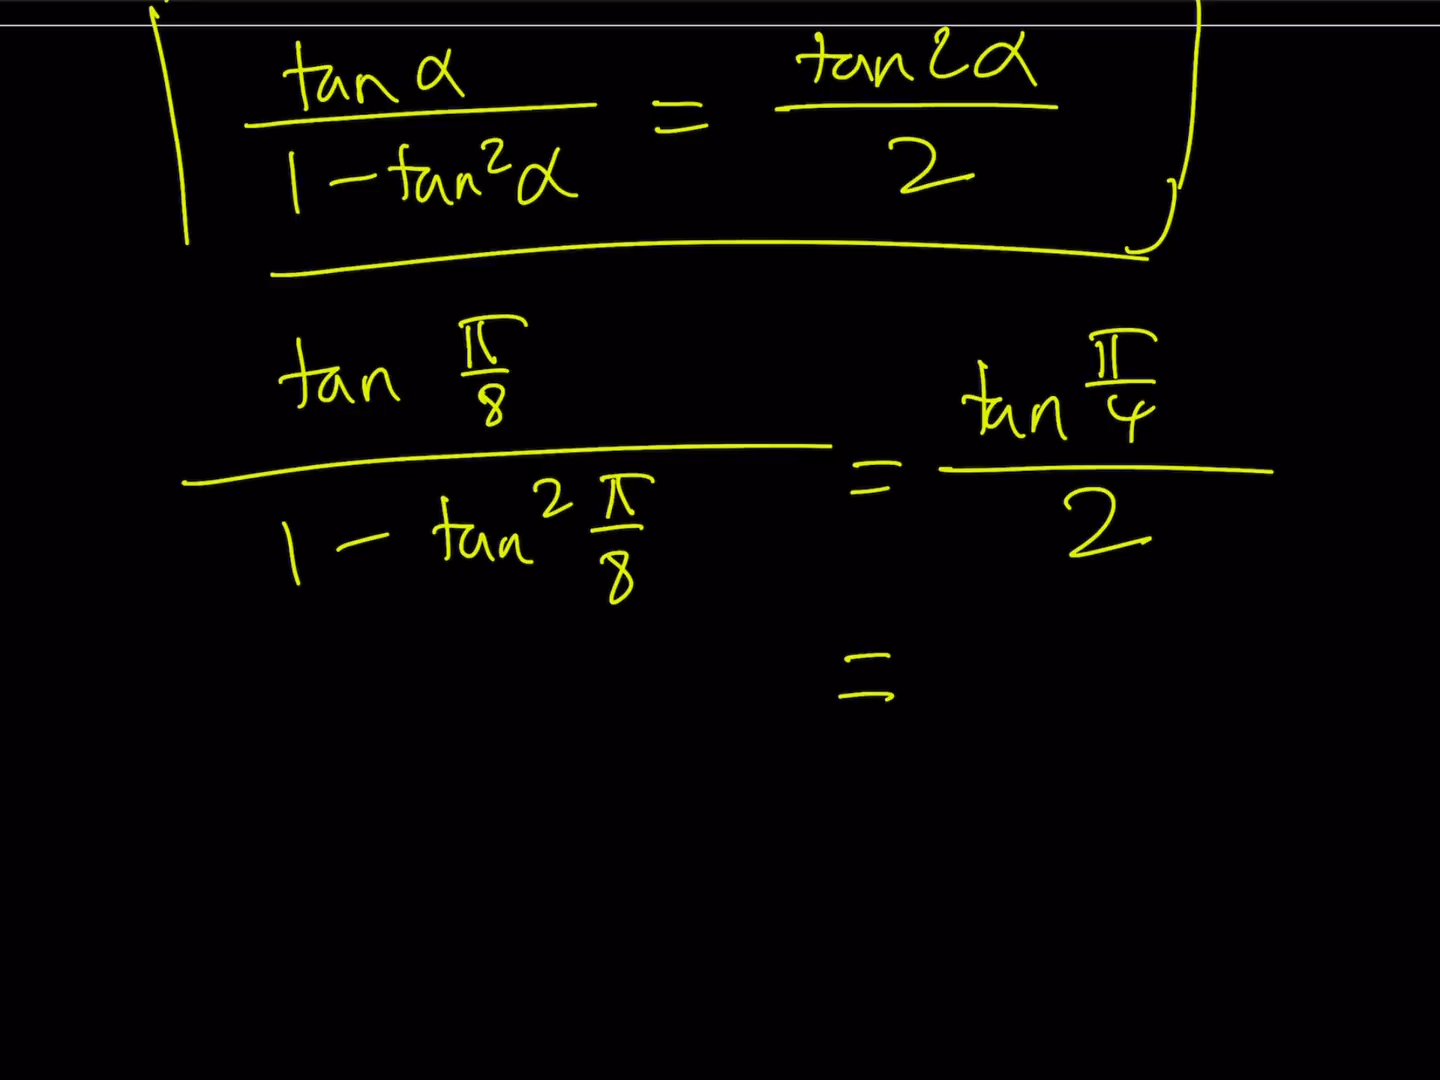 tan α / 1 - tan²α = tan 2α / 2
tan π/8 / 1 - tan² π/8 = tan π/4 / 2
=